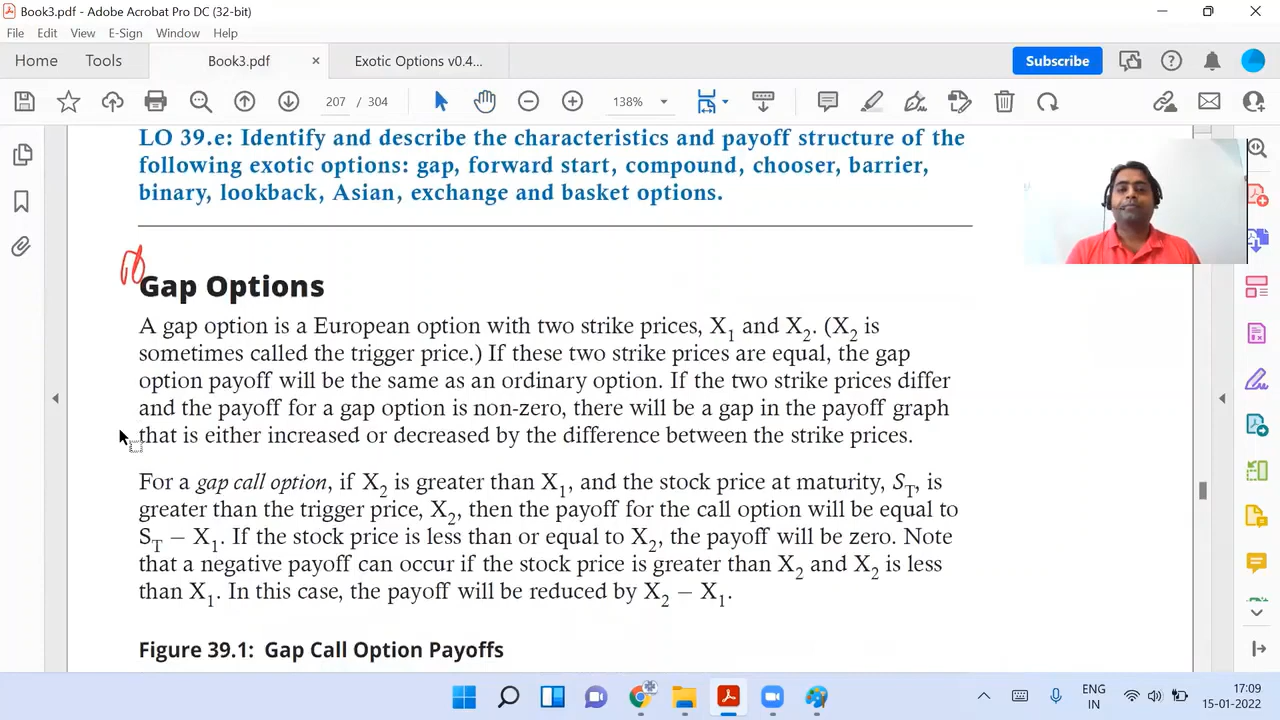 Book3.pdf - Adobe Acrobat Pro DC (32-bit)
File Edit View E-Sign Window Help
Home Tools Book3.pdf × Exotic Options v0.4... Subscribe
207 / 304 138%
LO 39.e: Identify and describe the characteristics and payoff structure of the
following exotic options: gap, forward start, compound, chooser, barrier,
binary, lookback, Asian, exchange and basket options.
Gap Options
A gap option is a European option with two strike prices, X₁ and X₂. (X₂ is
sometimes called the trigger price.) If these two strike prices are equal, the gap
option payoff will be the same as an ordinary option. If the two strike prices differ
and the payoff for a gap option is non-zero, there will be a gap in the payoff graph
that is either increased or decreased by the difference between the strike prices.
For a gap call option, if X₂ is greater than X₁, and the stock price at maturity, S_T, is
greater than the trigger price, X₂, then the payoff for the call option will be equal to
S_T − X₁. If the stock price is less than or equal to X₂, the payoff will be zero. Note
that a negative payoff can occur if the stock price is greater than X₂ and X₂ is less
than X₁. In this case, the payoff will be reduced by X₂ − X₁.
Figure 39.1: Gap Call Option Payoffs
ENG
IN
17:09
15-01-2022